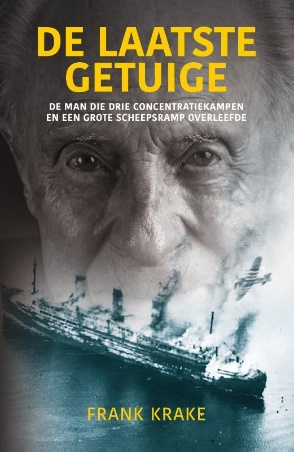 DE LAATSTE
GETUIGE
DE MAN DIE DRIE CONCENTRATIEKAMPEN
EN EEN GROTE SCHEEPSRAMP OVERLEEFDE
FRANK KRAKE